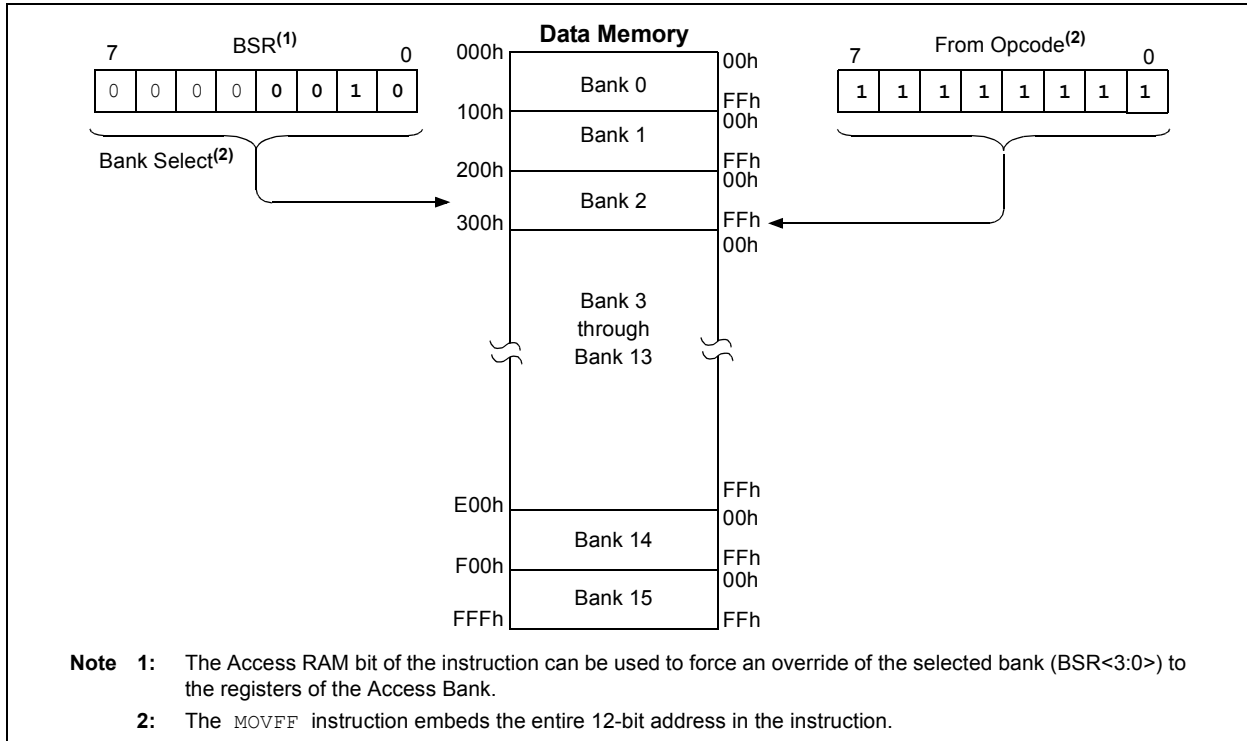 Data Memory
7 BSR(1) 0
0 0 0 0 0 0 1 0
Bank Select(2)
7 From Opcode(2) 0
1 1 1 1 1 1 1 1
000h 00h
Bank 0
FFh
100h 00h
Bank 1
FFh
200h 00h
Bank 2
300h FFh
00h
Bank 3
through
Bank 13
FFh
E00h 00h
Bank 14
FFh
F00h 00h
Bank 15
FFFh FFh
Note 1: The Access RAM bit of the instruction can be used to force an override of the selected bank (BSR<3:0>) to
the registers of the Access Bank.
2: The MOVFF instruction embeds the entire 12-bit address in the instruction.